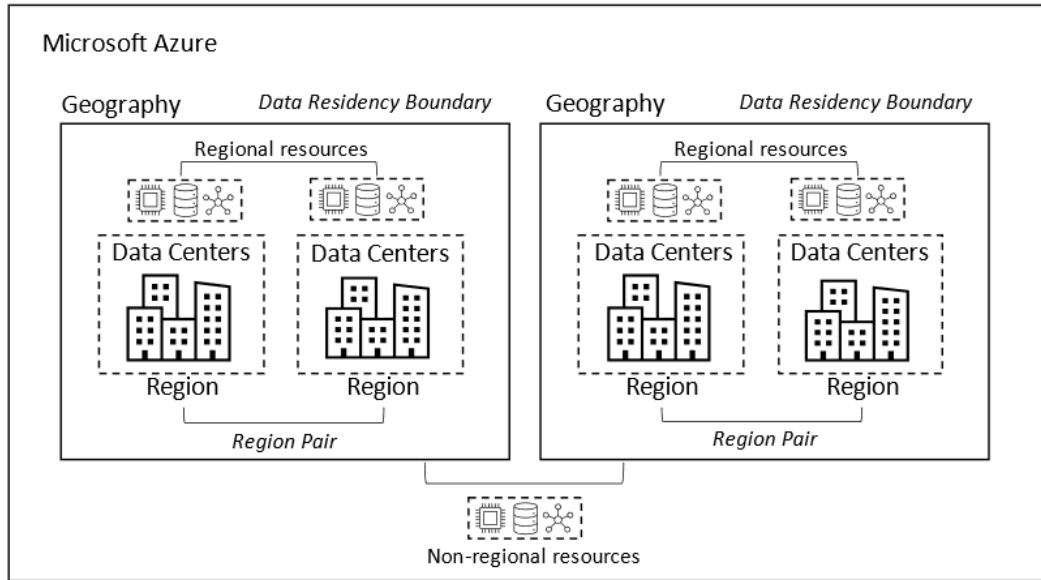 Microsoft Azure
Geography
Data Residency Boundary
Regional resources
Data Centers
Data Centers
Region
Region
Region Pair
Geography
Data Residency Boundary
Regional resources
Data Centers
Data Centers
Region
Region
Region Pair
Non-regional resources